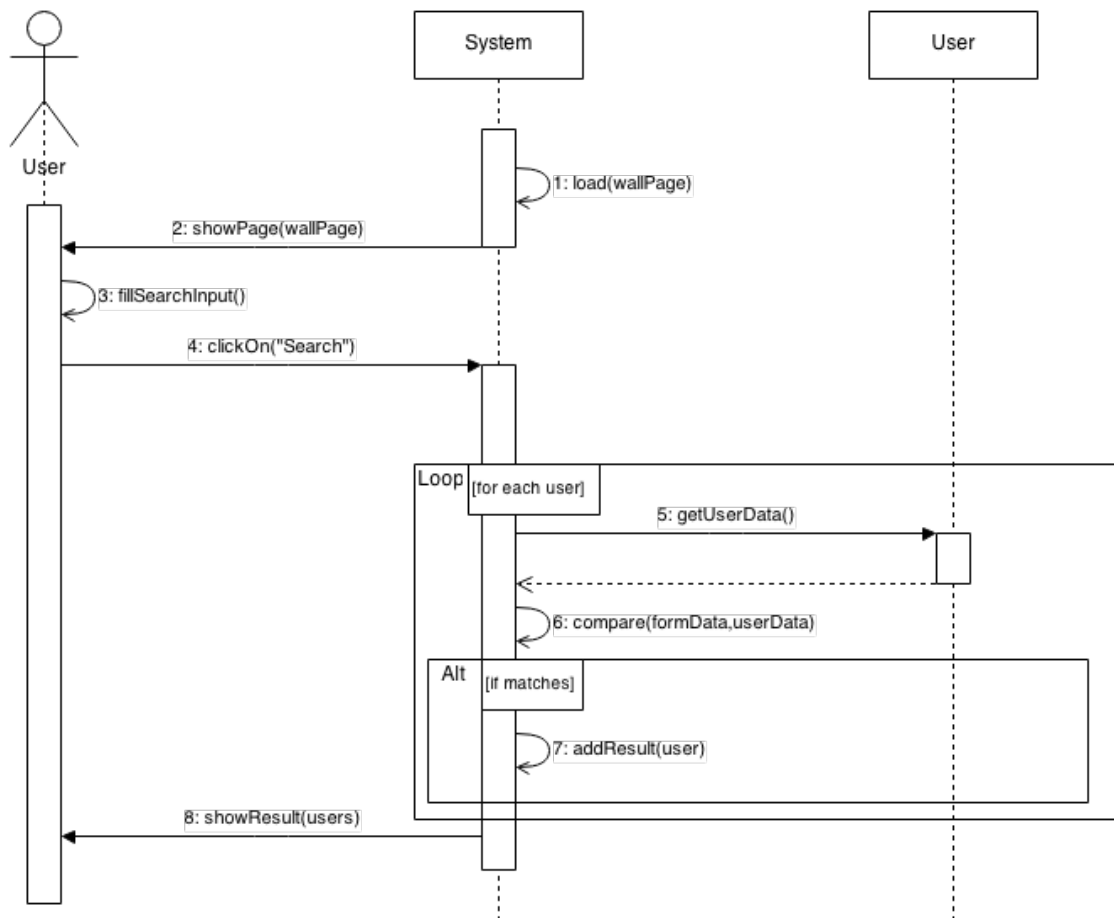 System
User
User
1: load(wallPage)
2: showPage(wallPage)
3: fillSearchInput()
4: clickOn("Search")
Loop
[for each user]
5: getUserData()
6: compare(formData,userData)
Alt
[if matches]
7: addResult(user)
8: showResult(users)